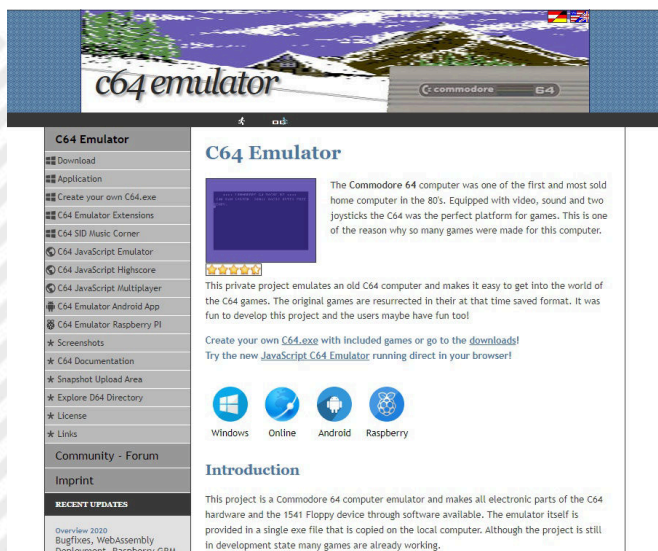 c64 emulator
commodore 64
C64 Emulator
Download
Application
Create your own C64.exe
C64 Emulator Extensions
C64 SID Music Corner
C64 JavaScript Emulator
C64 JavaScript Highscore
C64 JavaScript Multiplayer
C64 Emulator Android App
C64 Emulator Raspberry PI
Screenshots
C64 Documentation
Snapshot Upload Area
Explore D64 Directory
License
Links
Community - Forum
Imprint
RECENT UPDATES
Overview 2020
Bugfixes, WebAssembly
Deployment, Raspberry GPU
C64 Emulator
The Commodore 64 computer was one of the first and most sold
home computer in the 80's. Equipped with video, sound and two
joysticks the C64 was the perfect platform for games. This is one
of the reason why so many games were made for this computer.
This private project emulates an old C64 computer and makes it easy to get into the world of
the C64 games. The original games are resurrected in their at that time saved format. It was
fun to develop this project and the users maybe have fun too!
Create your own C64.exe with included games or go to the downloads!
Try the new JavaScript C64 Emulator running direct in your browser!
Windows Online Android Raspberry
Introduction
This project is a Commodore 64 computer emulator and makes all electronic parts of the C64
hardware and the 1541 Floppy device through software available. The emulator itself is
provided in a single exe file that is copied on the local computer. Although the project is still
in development state many games are already working.